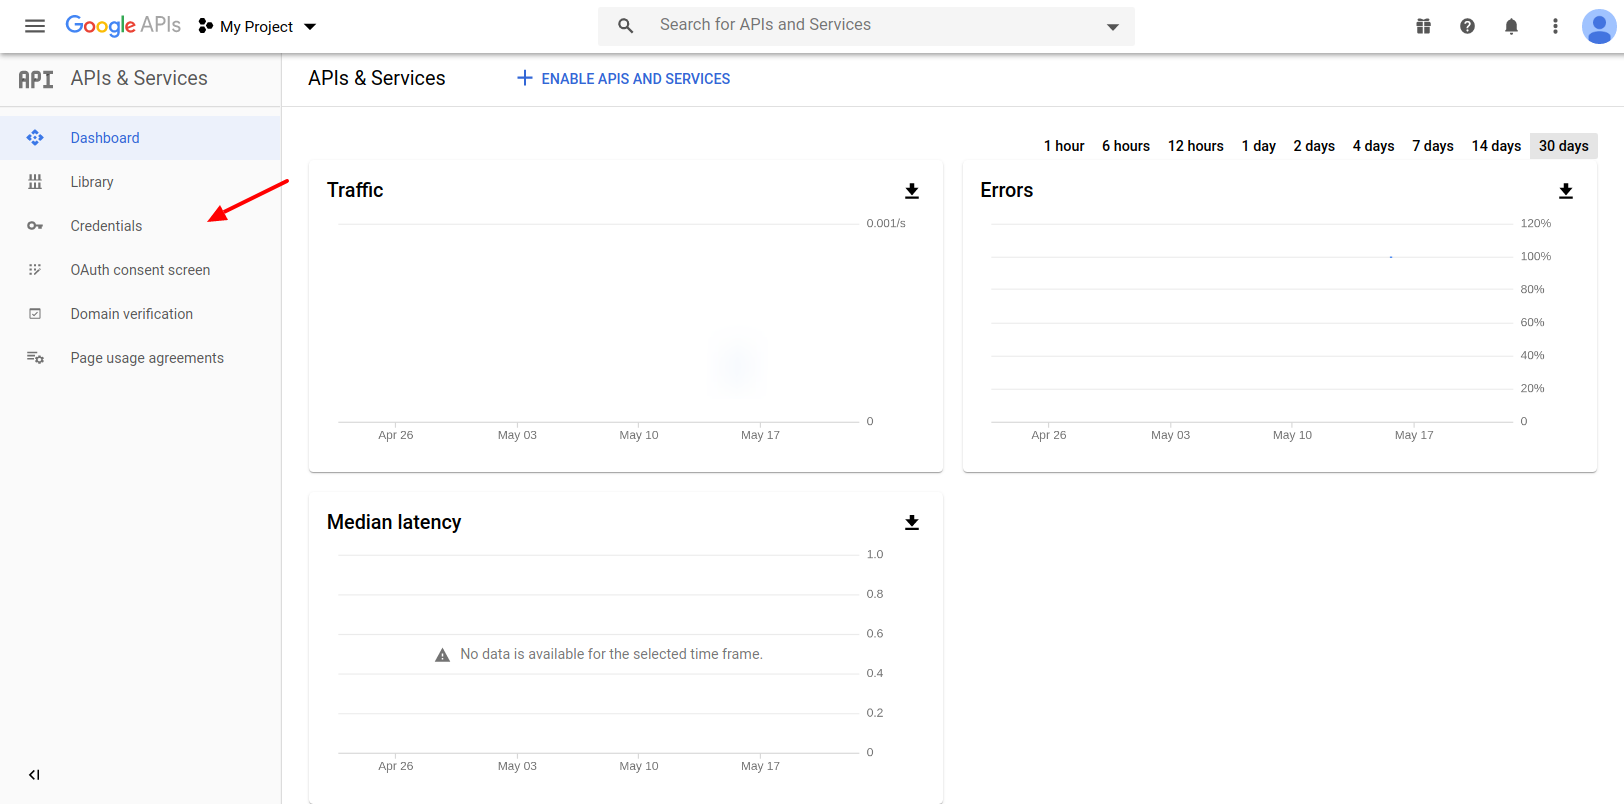 Google APIs My Project Search for APIs and Services
API APIs & Services
Dashboard
Library
Credentials
OAuth consent screen
Domain verification
Page usage agreements
APIs & Services ENABLE APIS AND SERVICES
1 hour 6 hours 12 hours 1 day 2 days 4 days 7 days 14 days 30 days
Traffic
0.001/s
0
Apr 26 May 03 May 10 May 17
Errors
120%
100%
80%
60%
40%
20%
0
Apr 26 May 03 May 10 May 17
Median latency
1.0
0.8
0.6
No data is available for the selected time frame.
0.4
0.2
0
Apr 26 May 03 May 10 May 17